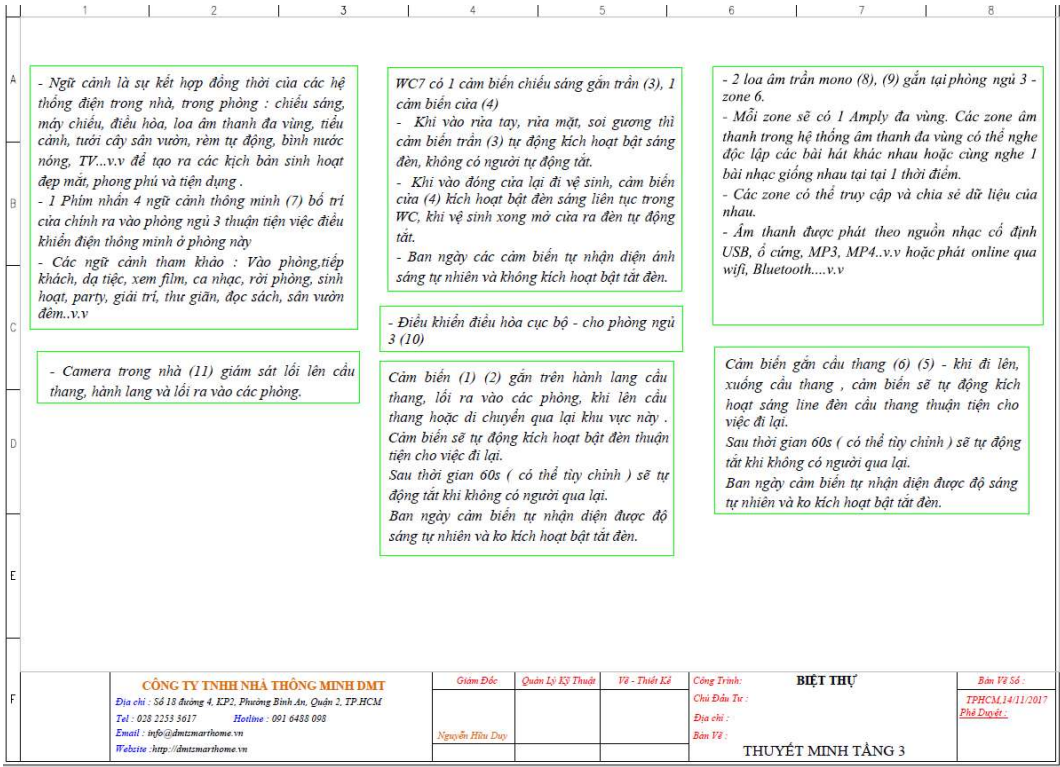 1 2 3 4 5 6 7 8
A
B
C
D
E
F
- Ngữ cảnh là sự kết hợp đồng thời của các hệ
thống điện trong nhà, trong phòng : chiếu sáng,
máy chiếu, điều hòa, loa âm thanh đa vùng, tiểu
cảnh, tưới cây sân vườn, rèm tự động, bình nước
nóng, TV...v.v để tạo ra các kịch bản sinh hoạt
đẹp mắt, phong phú và tiện dụng .
- 1 Phím nhấn 4 ngữ cảnh thông minh (7) bố trí
cửa chính ra vào phòng ngủ 3 thuận tiện việc điều
khiển điện thông minh ở phòng này
- Các ngữ cảnh tham khảo : Vào phòng,tiếp
khách, dạ tiệc, xem film, ca nhạc, rời phòng, sinh
hoạt, party, giải trí, thư giãn, đọc sách, sân vườn
đêm..v.v
- Camera trong nhà (11) giám sát lối lên cầu
thang, hành lang và lối ra vào các phòng.
WC7 có 1 cảm biến chiếu sáng gắn trần (3), 1
cảm biến cửa (4)
- Khi vào rửa tay, rửa mặt, soi gương thì
cảm biến trần (3) tự động kích hoạt bật sáng
đèn, không có người tự động tắt.
- Khi vào đóng cửa lại đi vệ sinh, cảm biến
cửa (4) kích hoạt bật đèn sáng liên tục trong
WC, khi vệ sinh xong mở cửa ra đèn tự động
tắt.
- Ban ngày các cảm biến tự nhận diện ánh
sáng tự nhiên và không kích hoạt bật tắt đèn.
- Điều khiển điều hòa cục bộ - cho phòng ngủ
3 (10)
Cảm biến (1) (2) gắn trên hành lang cầu
thang, lối ra vào các phòng, khi lên cầu
thang hoặc di chuyển qua lại khu vực này .
Cảm biến sẽ tự động kích hoạt bật đèn thuận
tiện cho việc đi lại.
Sau thời gian 60s ( có thể tùy chỉnh ) sẽ tự
động tắt khi không có người qua lại.
Ban ngày cảm biến tự nhận diện được độ
sáng tự nhiên và ko kích hoạt bật tắt đèn.
- 2 loa âm trần mono (8), (9) gắn tại phòng ngủ 3 -
zone 6.
- Mỗi zone sẽ có 1 Amply đa vùng. Các zone âm
thanh trong hệ thống âm thanh đa vùng có thể nghe
độc lập các bài hát khác nhau hoặc cùng nghe 1
bài nhạc giống nhau tại tại 1 thời điểm.
- Các zone có thể truy cập và chia sẻ dữ liệu của
nhau.
- Âm thanh được phát theo nguồn nhạc cố định
USB, ổ cứng, MP3, MP4..v.v hoặc phát online qua
wifi, Bluetooth....v.v
Cảm biến gắn cầu thang (6) (5) - khi đi lên,
xuống cầu thang , cảm biến sẽ tự động kích
hoạt sáng line đèn cầu thang thuận tiện cho
việc đi lại.
Sau thời gian 60s ( có thể tùy chỉnh ) sẽ tự động
tắt khi không có người qua lại.
Ban ngày cảm biến tự nhận diện được độ sáng
tự nhiên và ko kích hoạt bật tắt đèn.
CÔNG TY TNHH NHÀ THÔNG MINH DMT
Địa chỉ : Số 18 đường 4, KP2, Phường Bình An, Quận 2, TP.HCM
Tel : 028 2253 3617 Hotline : 091 6488 098
Email : info@dmtsmarthome.vn
Website :http://dmtsmarthome.vn
Giám Đốc
Nguyễn Hữu Duy
Quản Lý Kỹ Thuật
Vẽ - Thiết Kế
Công Trình: BIỆT THỰ
Chủ Đầu Tư :
Địa chỉ :
Bản Vẽ :
THUYẾT MINH TẦNG 3
Bản Vẽ Số :
TPHCM,14/11/2017
Phê Duyệt :